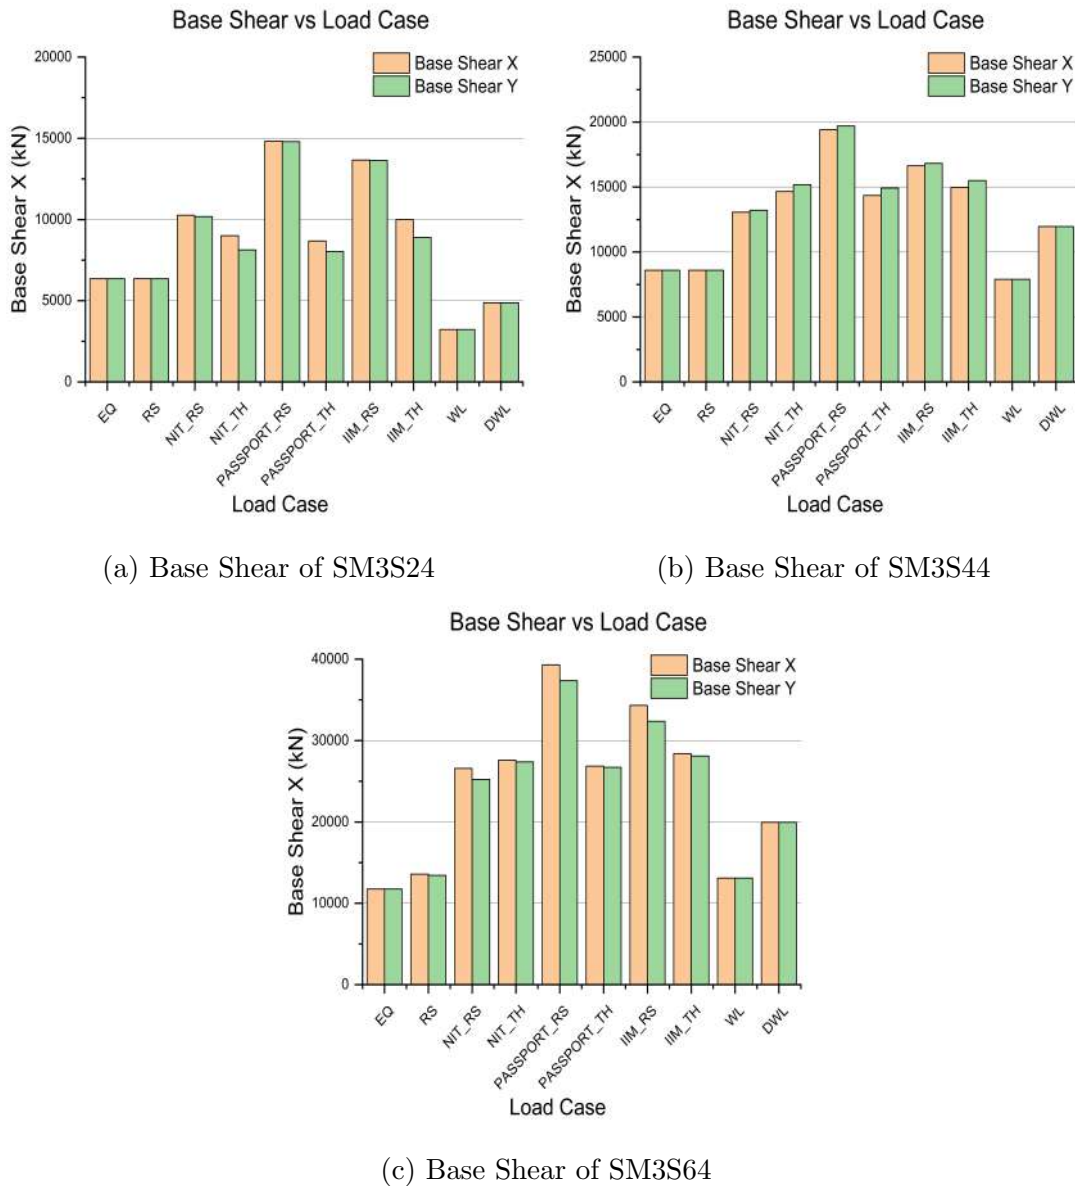 Base Shear vs Load Case
Base Shear X (kN)
20000
15000
10000
5000
0
Base Shear X
Base Shear Y
EQ
RS
NIT_RS
NIT_TH
PASSPORT_RS
PASSPORT_TH
IIM_RS
IIM_TH
WL
DWL
Load Case
(a) Base Shear of SM3S24
Base Shear vs Load Case
Base Shear X (kN)
25000
20000
15000
10000
5000
0
Base Shear X
Base Shear Y
EQ
RS
NIT_RS
NIT_TH
PASSPORT_RS
PASSPORT_TH
IIM_RS
IIM_TH
WL
DWL
Load Case
(b) Base Shear of SM3S44
Base Shear vs Load Case
Base Shear X (kN)
40000
30000
20000
10000
0
Base Shear X
Base Shear Y
EQ
RS
NIT_RS
NIT_TH
PASSPORT_RS
PASSPORT_TH
IIM_RS
IIM_TH
WL
DWL
Load Case
(c) Base Shear of SM3S64